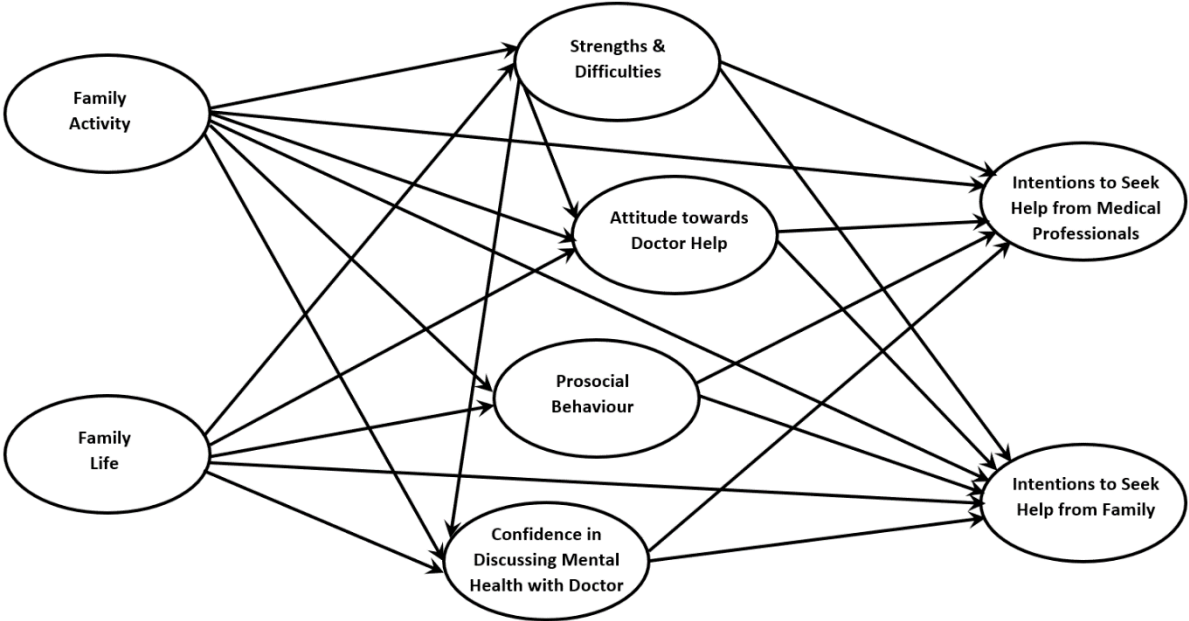 Strengths &
Difficulties
Family
Activity
Intentions to Seek
Help from Medical
Professionals
Attitude towards
Doctor Help
Prosocial
Behaviour
Family
Life
Intentions to Seek
Help from Family
Confidence in
Discussing Mental
Health with Doctor